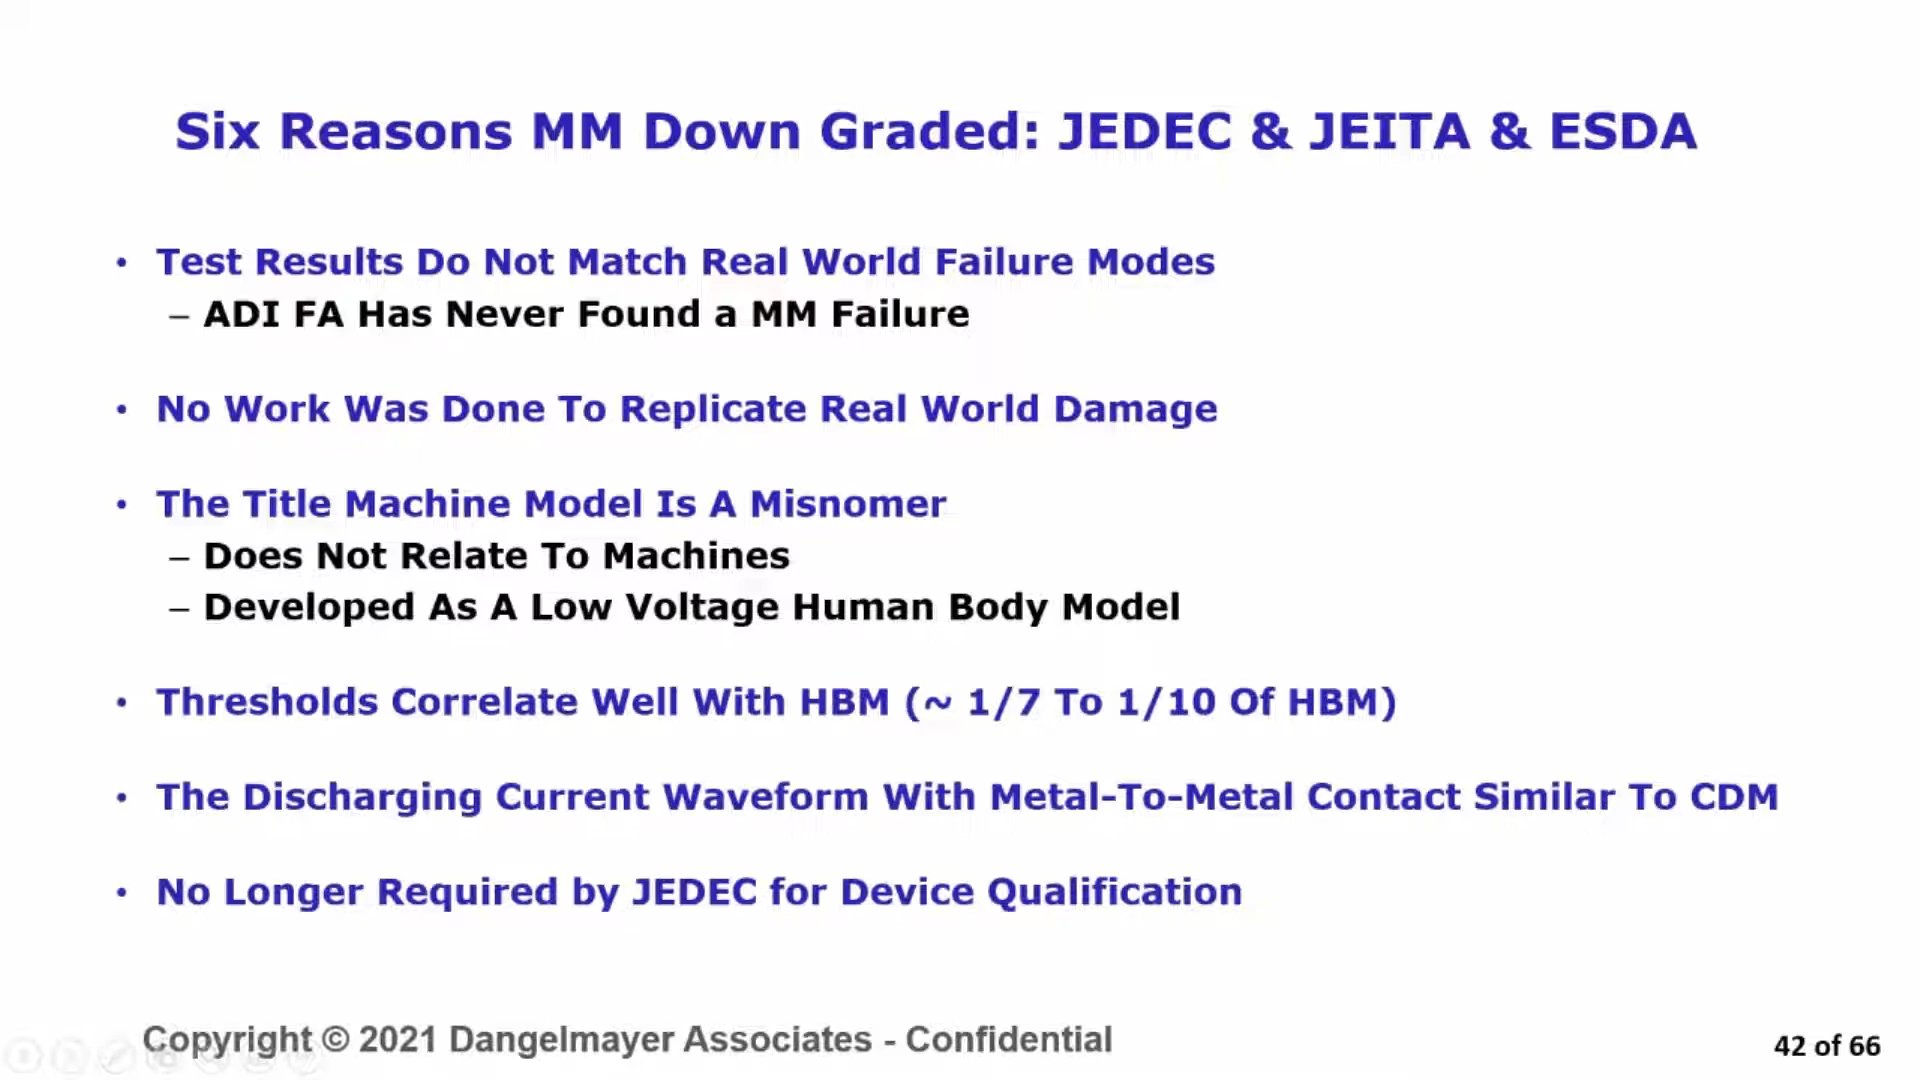 Six Reasons MM Down Graded: JEDEC & JEITA & ESDA
• Test Results Do Not Match Real World Failure Modes
– ADI FA Has Never Found a MM Failure
• No Work Was Done To Replicate Real World Damage
• The Title Machine Model Is A Misnomer
– Does Not Relate To Machines
– Developed As A Low Voltage Human Body Model
• Thresholds Correlate Well With HBM (~ 1/7 To 1/10 Of HBM)
• The Discharging Current Waveform With Metal-To-Metal Contact Similar To CDM
• No Longer Required by JEDEC for Device Qualification
Copyright © 2021 Dangelmayer Associates - Confidential
42 of 66